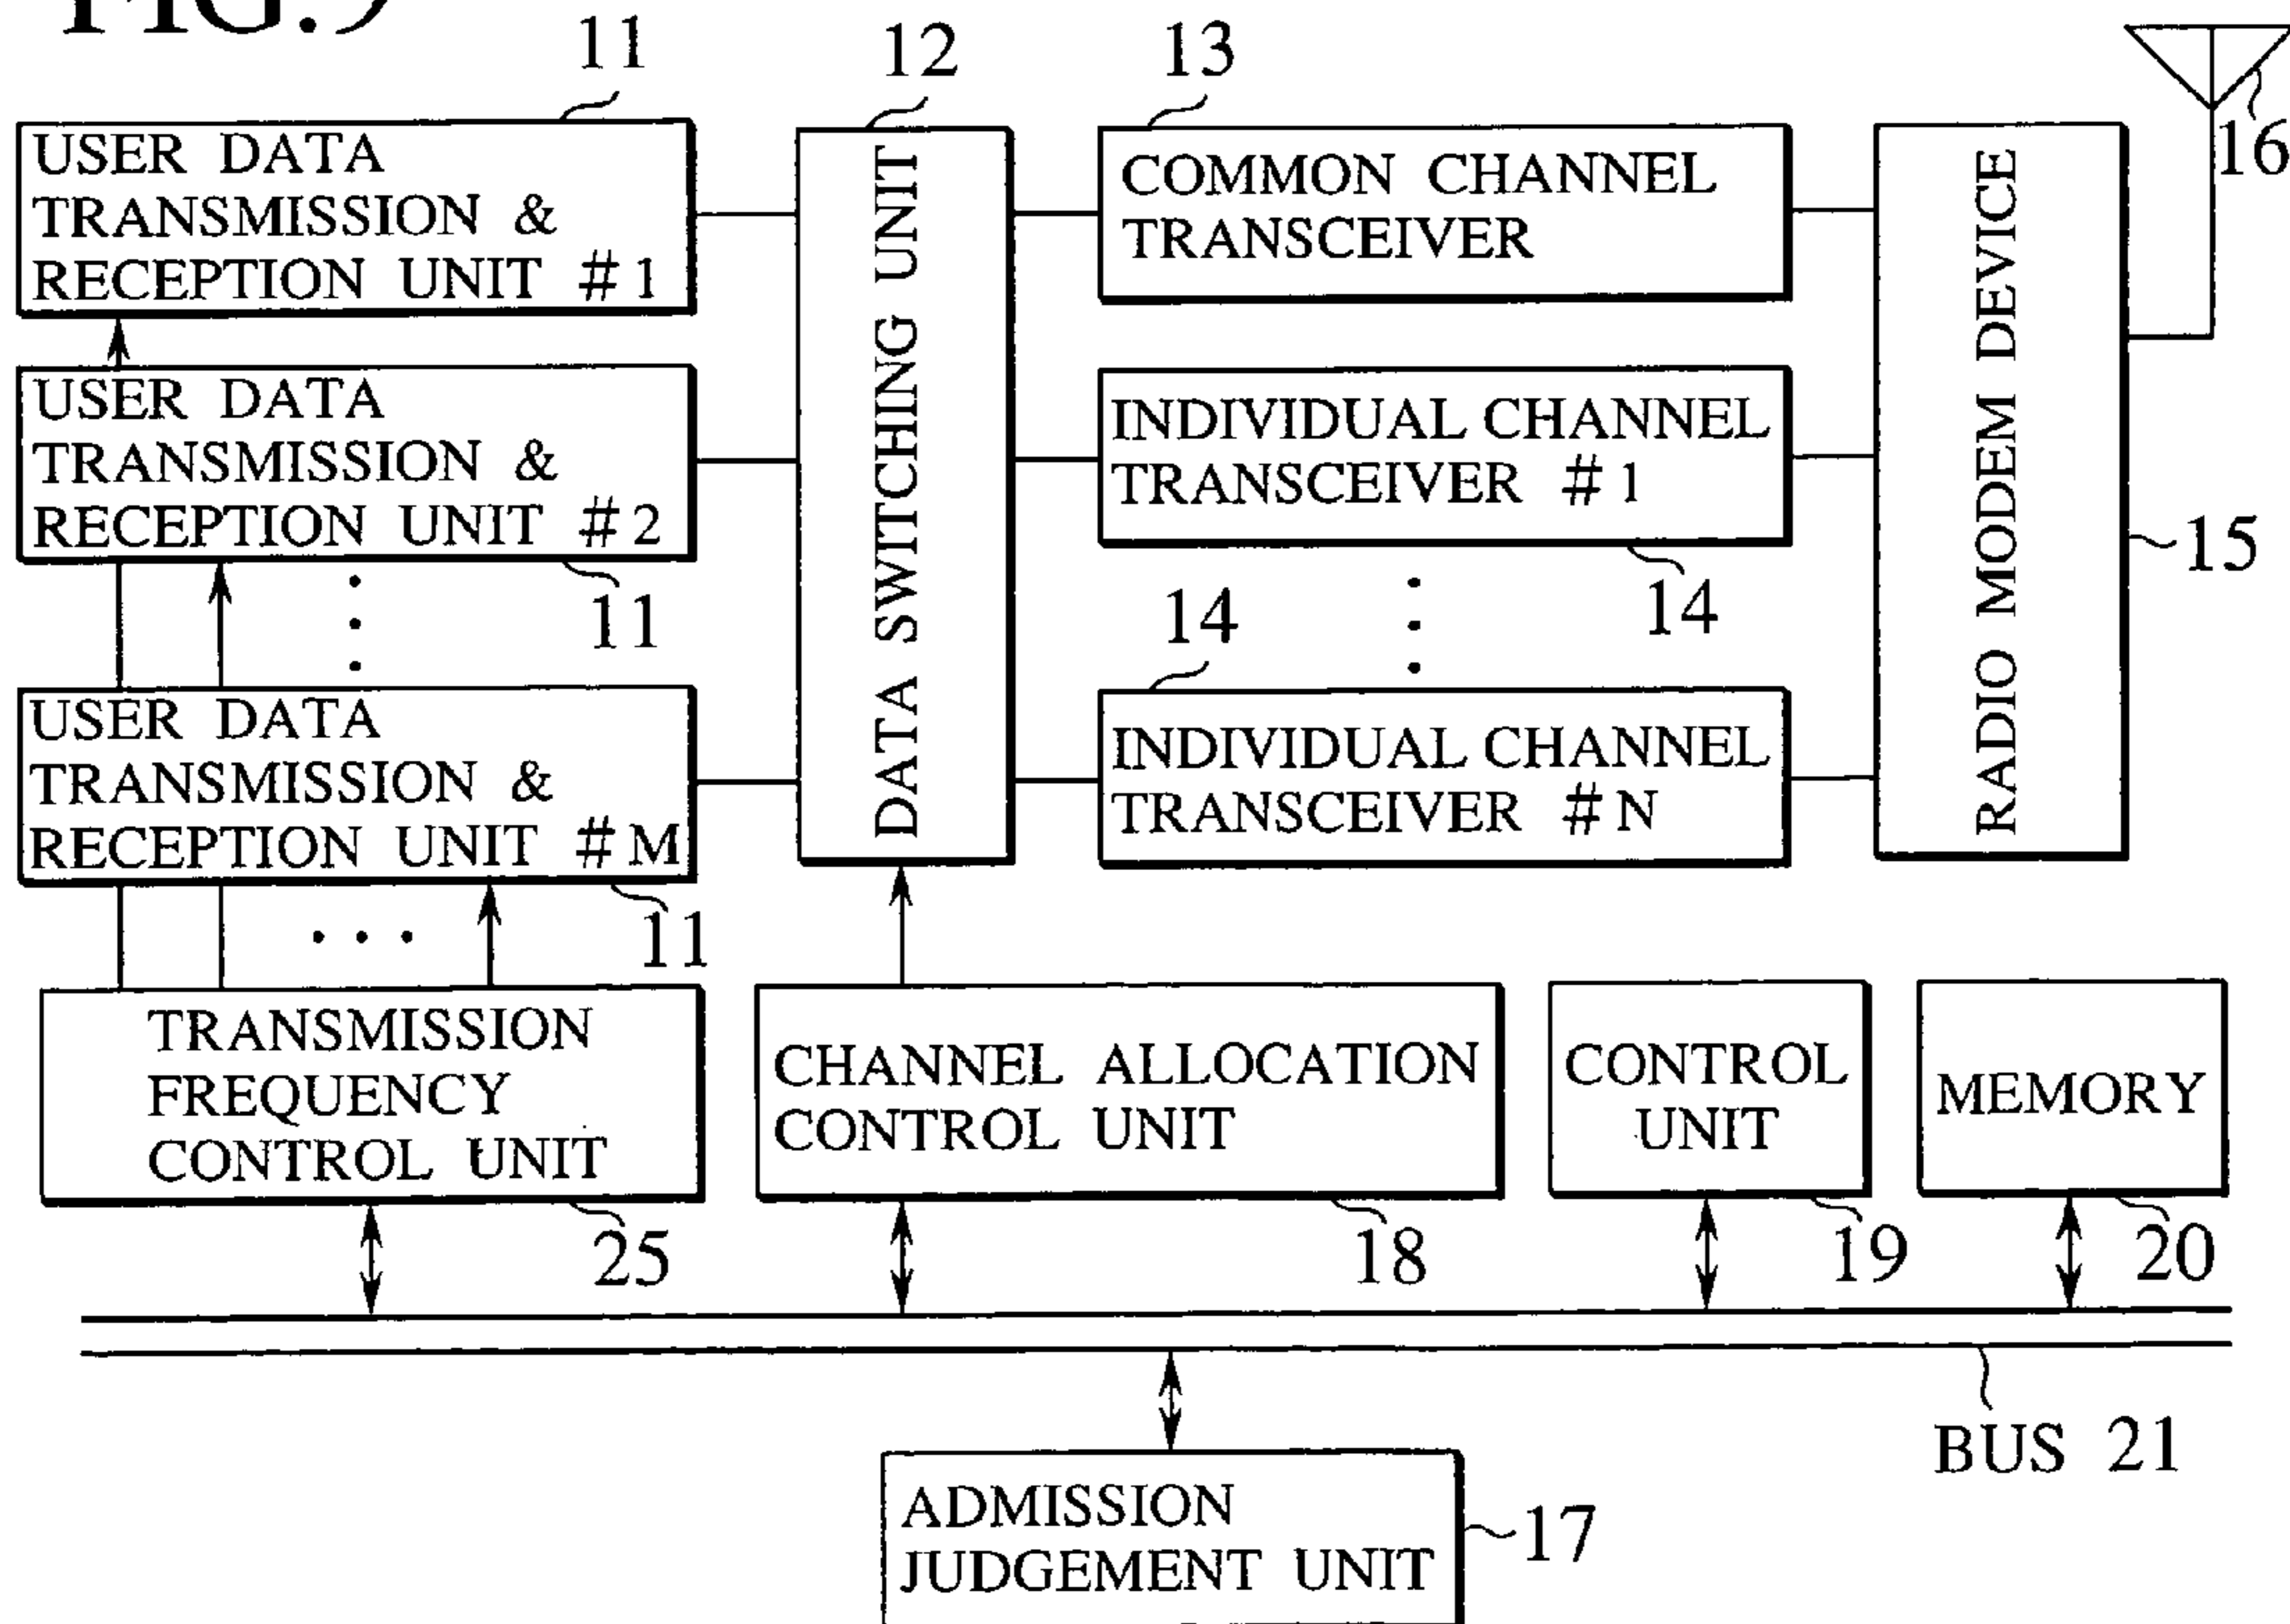 FIG.9
11
12
13
16
USER DATA
TRANSMISSION &
RECEPTION UNIT #1
DATA SWITCHING UNIT
COMMON CHANNEL
TRANSCEIVER
RADIO MODEM DEVICE
USER DATA
TRANSMISSION &
RECEPTION UNIT #2
11
INDIVIDUAL CHANNEL
TRANSCEIVER #1
14
15
14
USER DATA
TRANSMISSION &
RECEPTION UNIT #M
11
INDIVIDUAL CHANNEL
TRANSCEIVER #N
TRANSMISSION
FREQUENCY
CONTROL UNIT
25
CHANNEL ALLOCATION
CONTROL UNIT
18
CONTROL
UNIT
19
MEMORY
20
BUS 21
ADMISSION
JUDGEMENT UNIT
17